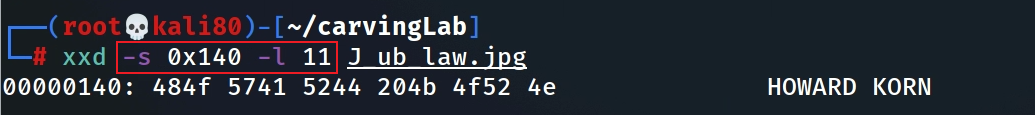 ┌──(root💀kali80)-[~/carvingLab]
└─# xxd -s 0x140 -l 11 J_ub_law.jpg
00000140: 484f 5741 5244 204b 4f52 4e                HOWARD KORN